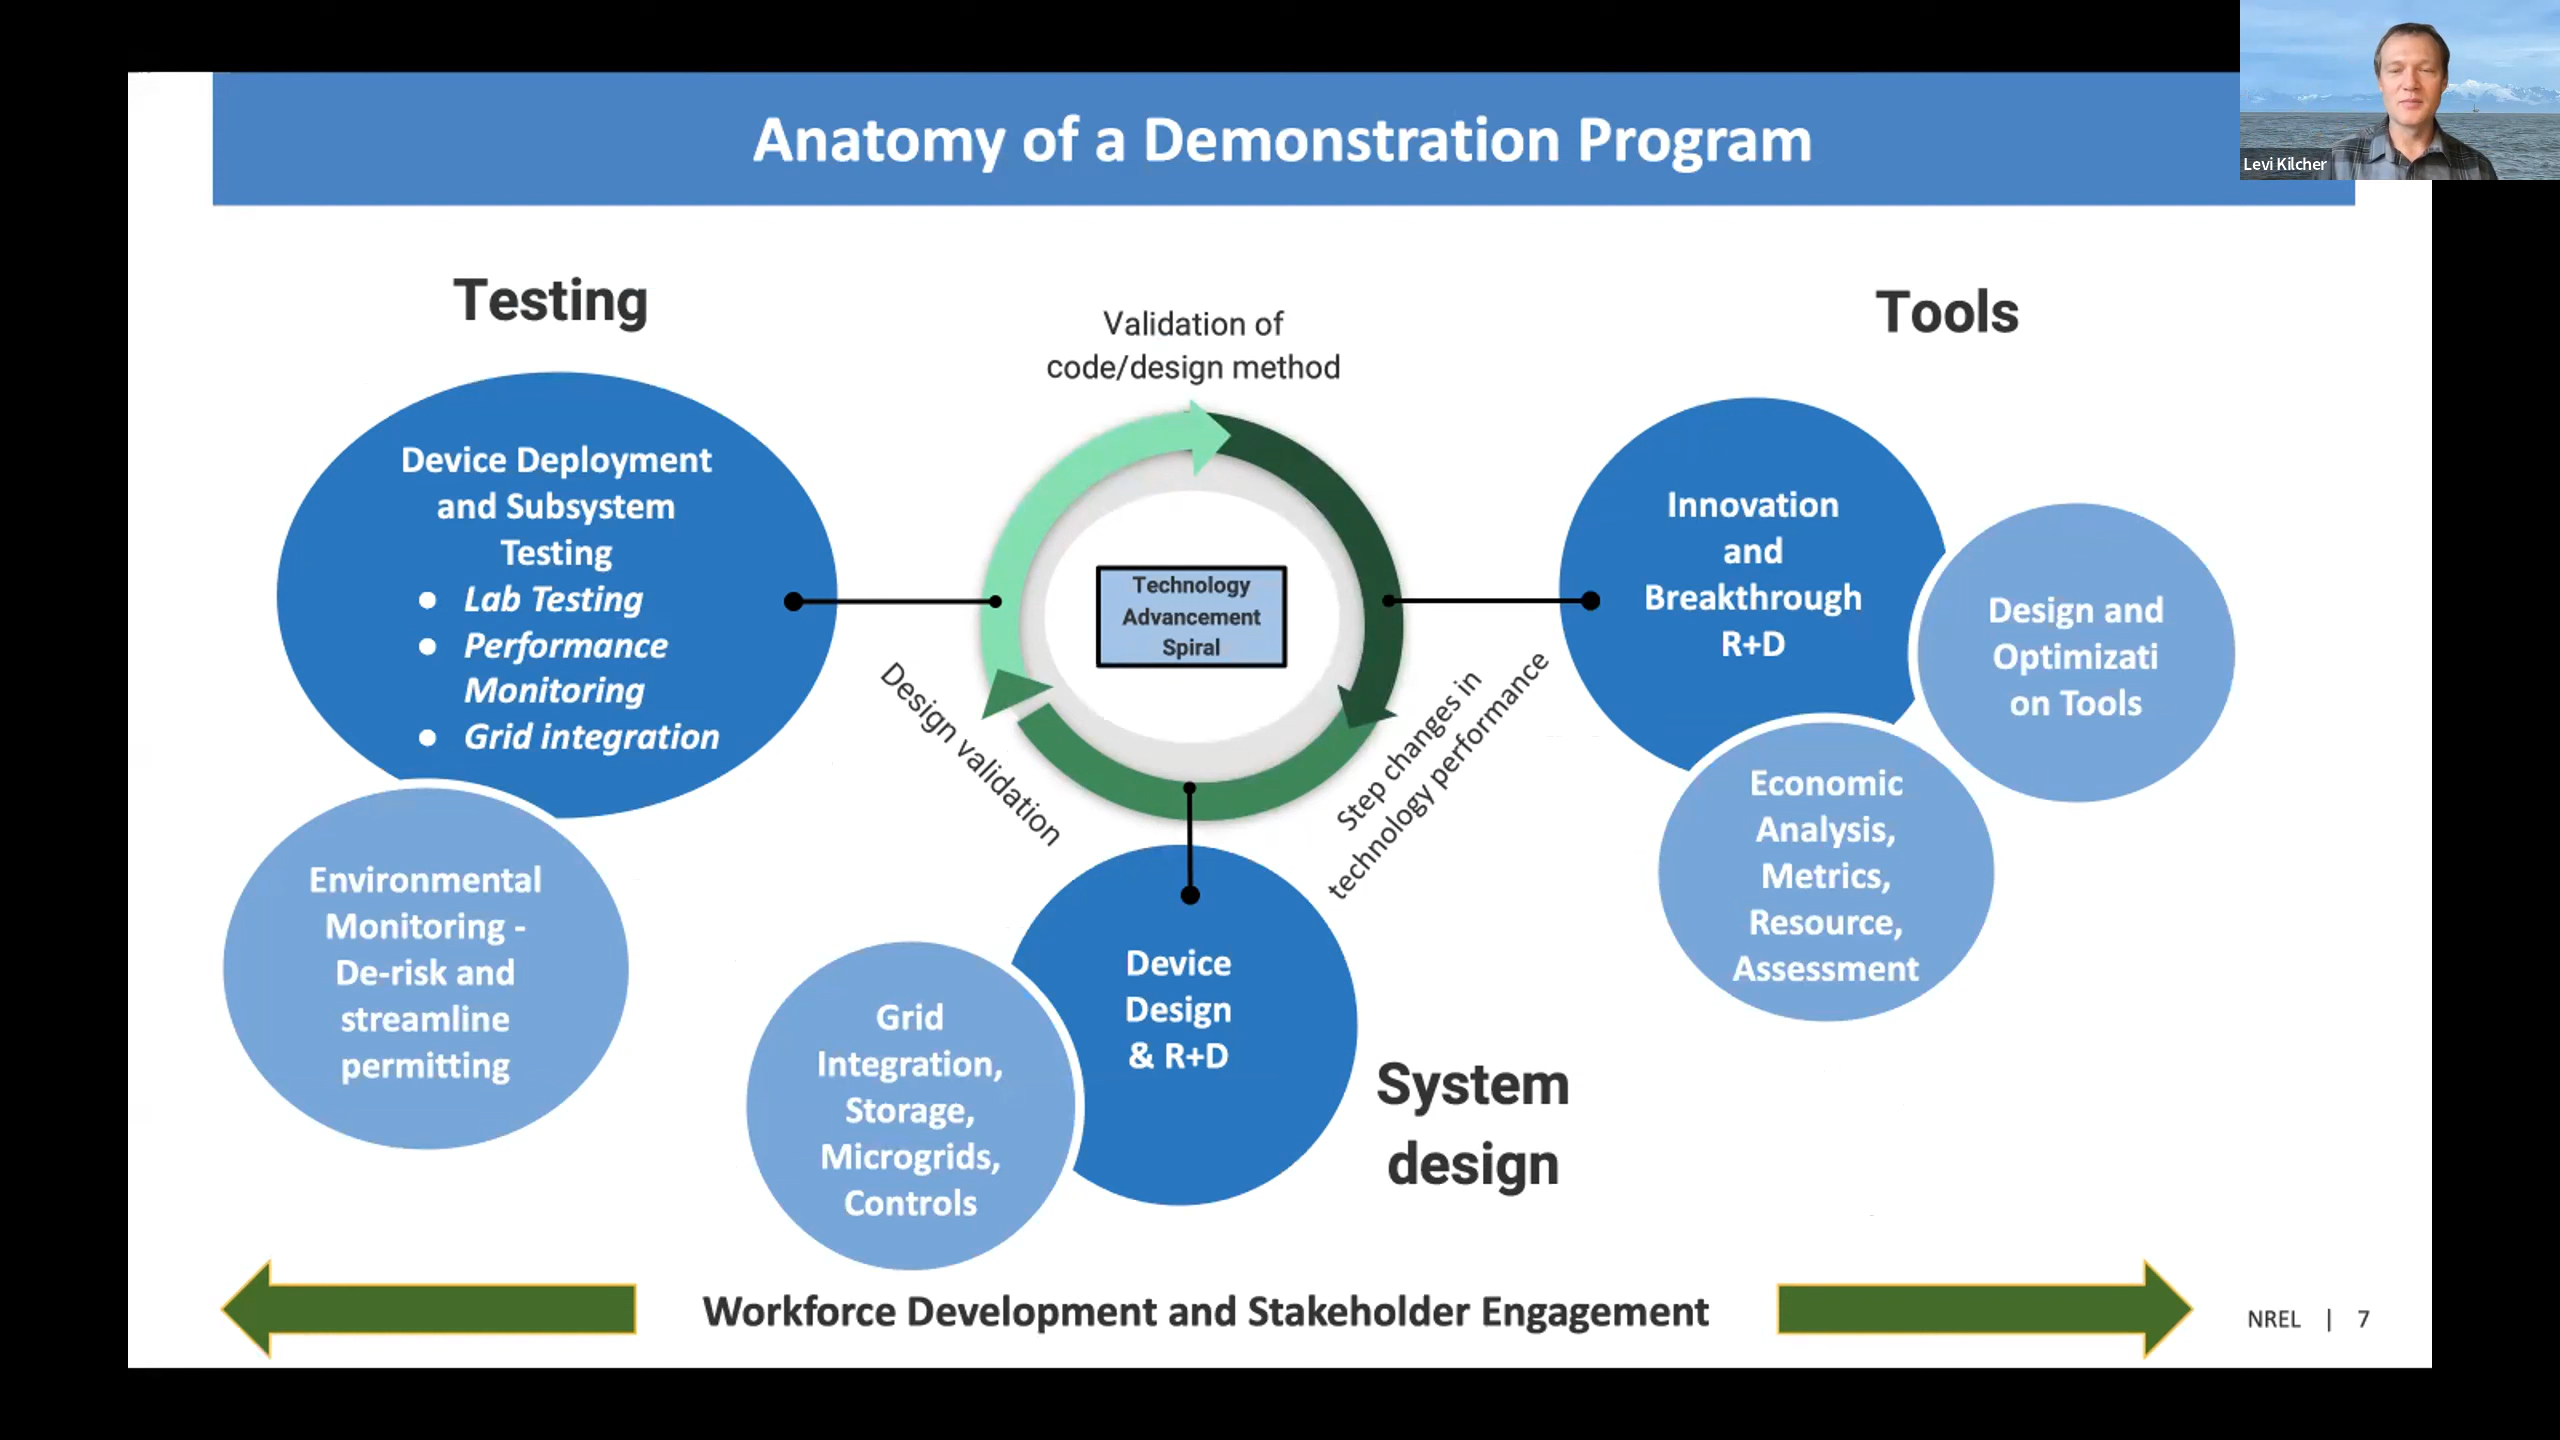 Anatomy of a Demonstration Program
Levi Kilcher
Testing
Device Deployment
and Subsystem
Testing
● Lab Testing
● Performance
Monitoring
● Grid integration
Environmental
Monitoring -
De-risk and
streamline
permitting
Validation of
code/design method
Technology
Advancement
Spiral
Design validation
Step changes in
technology performance
Grid
Integration,
Storage,
Microgrids,
Controls
Device
Design
& R+D
System
design
Tools
Innovation
and
Breakthrough
R+D
Design and
Optimizati
on Tools
Economic
Analysis,
Metrics,
Resource,
Assessment
Workforce Development and Stakeholder Engagement
NREL | 7